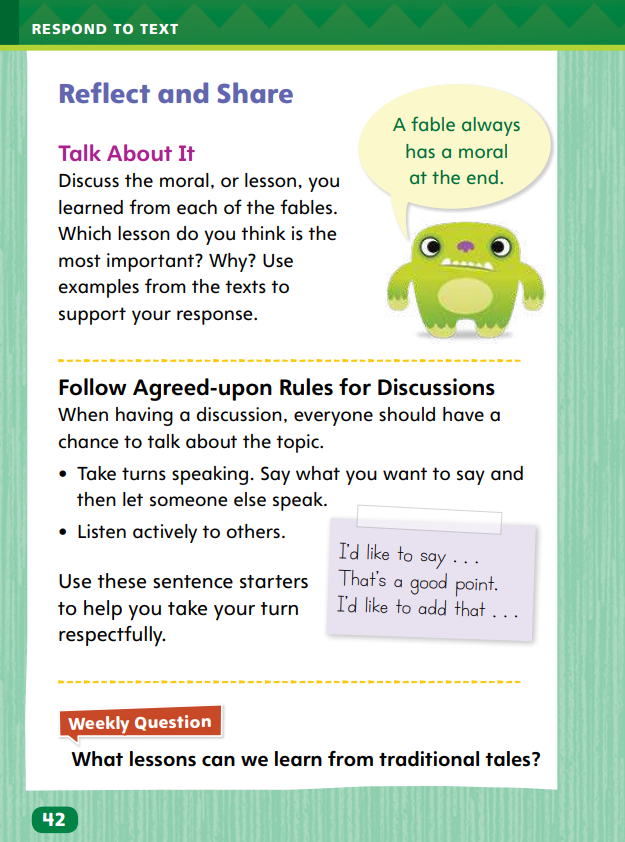 RESPOND TO TEXT
Reflect and Share
A fable always
has a moral
at the end.
Talk About It
Discuss the moral, or lesson, you
learned from each of the fables.
Which lesson do you think is the
most important? Why? Use
examples from the texts to
support your response.
Follow Agreed-upon Rules for Discussions
When having a discussion, everyone should have a
chance to talk about the topic.
• Take turns speaking. Say what you want to say and
then let someone else speak.
• Listen actively to others.
Use these sentence starters
to help you take your turn
respectfully.
I'd like to say . . .
That's a good point.
I'd like to add that . . .
Weekly Question
What lessons can we learn from traditional tales?
42